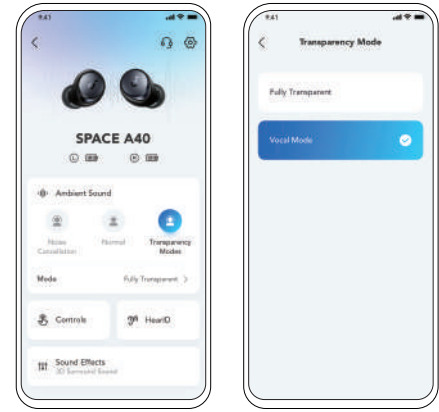 9:41
SPACE A40
L
R
Ambient Sound
Noise
Cancellation
Normal
Transparency
Modes
Mode
Fully Transparent
Controls
HearID
Sound Effects
3D Surround Sound
9:41
Transparency Mode
Fully Transparent
Vocal Mode